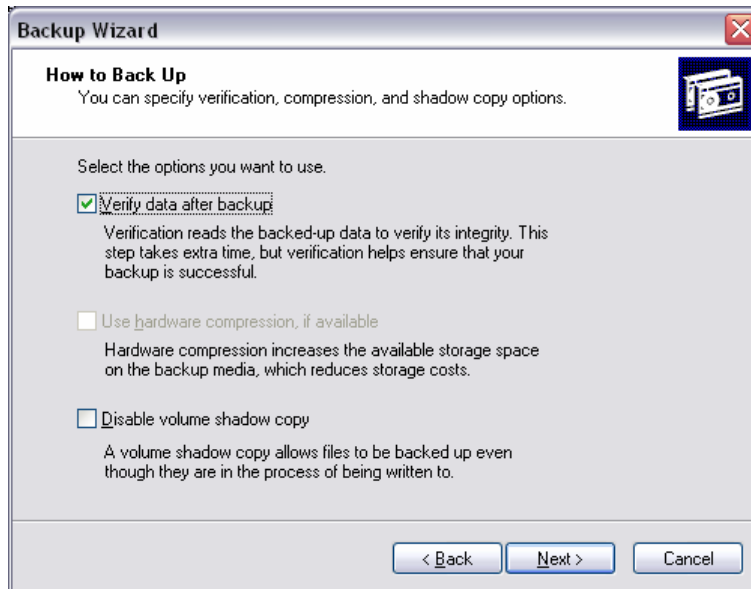 Backup Wizard
How to Back Up
You can specify verification, compression, and shadow copy options.
Select the options you want to use.
Verify data after backup
Verification reads the backed-up data to verify its integrity. This
step takes extra time, but verification helps ensure that your
backup is successful.
Use hardware compression, if available
Hardware compression increases the available storage space
on the backup media, which reduces storage costs.
Disable volume shadow copy
A volume shadow copy allows files to be backed up even
though they are in the process of being written to.
< Back Next > Cancel